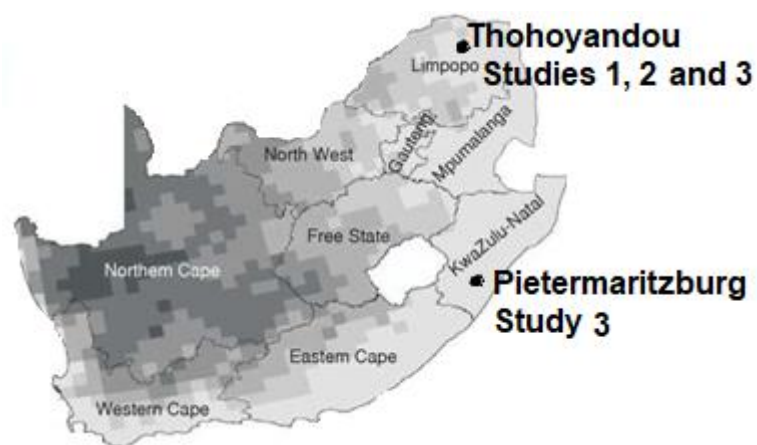 Thohoyandou
Limpopo
Studies 1, 2 and 3
North West
Gauteng
Mpumalanga
Free State
KwaZulu-Natal
Northern Cape
Pietermaritzburg
Study 3
Eastern Cape
Western Cape